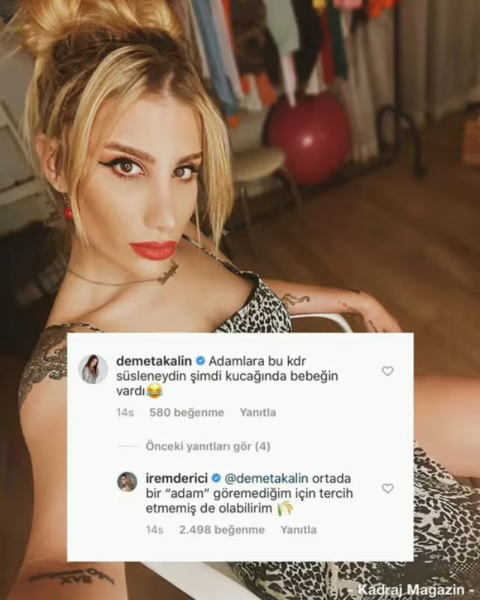 demetakalin Adamlara bu kdr
süsleneydin şimdi kucağında bebeğin
vardı😂
14s 580 beğenme Yanıtla
Önceki yanıtları gör (4)
iremderici @demetakalin ortada
bir “adam” göremediğim için tercih
etmemiş de olabilirim 🌾
14s 2.498 beğenme Yanıtla
- Kadraj Magazin -